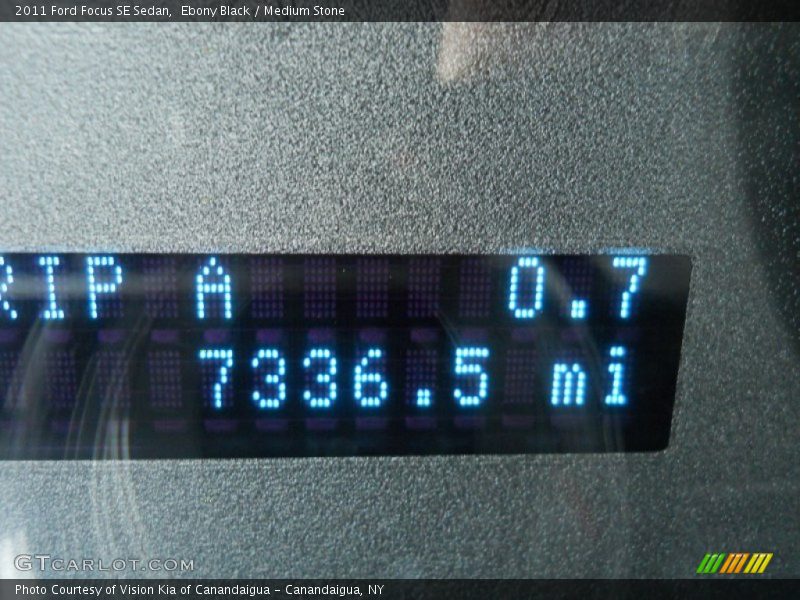 2011 Ford Focus SE Sedan,  Ebony Black / Medium Stone
RIP A 0.7
7336.5 mi
GTCARLOT.COM
Photo Courtesy of Vision Kia of Canandaigua - Canandaigua, NY